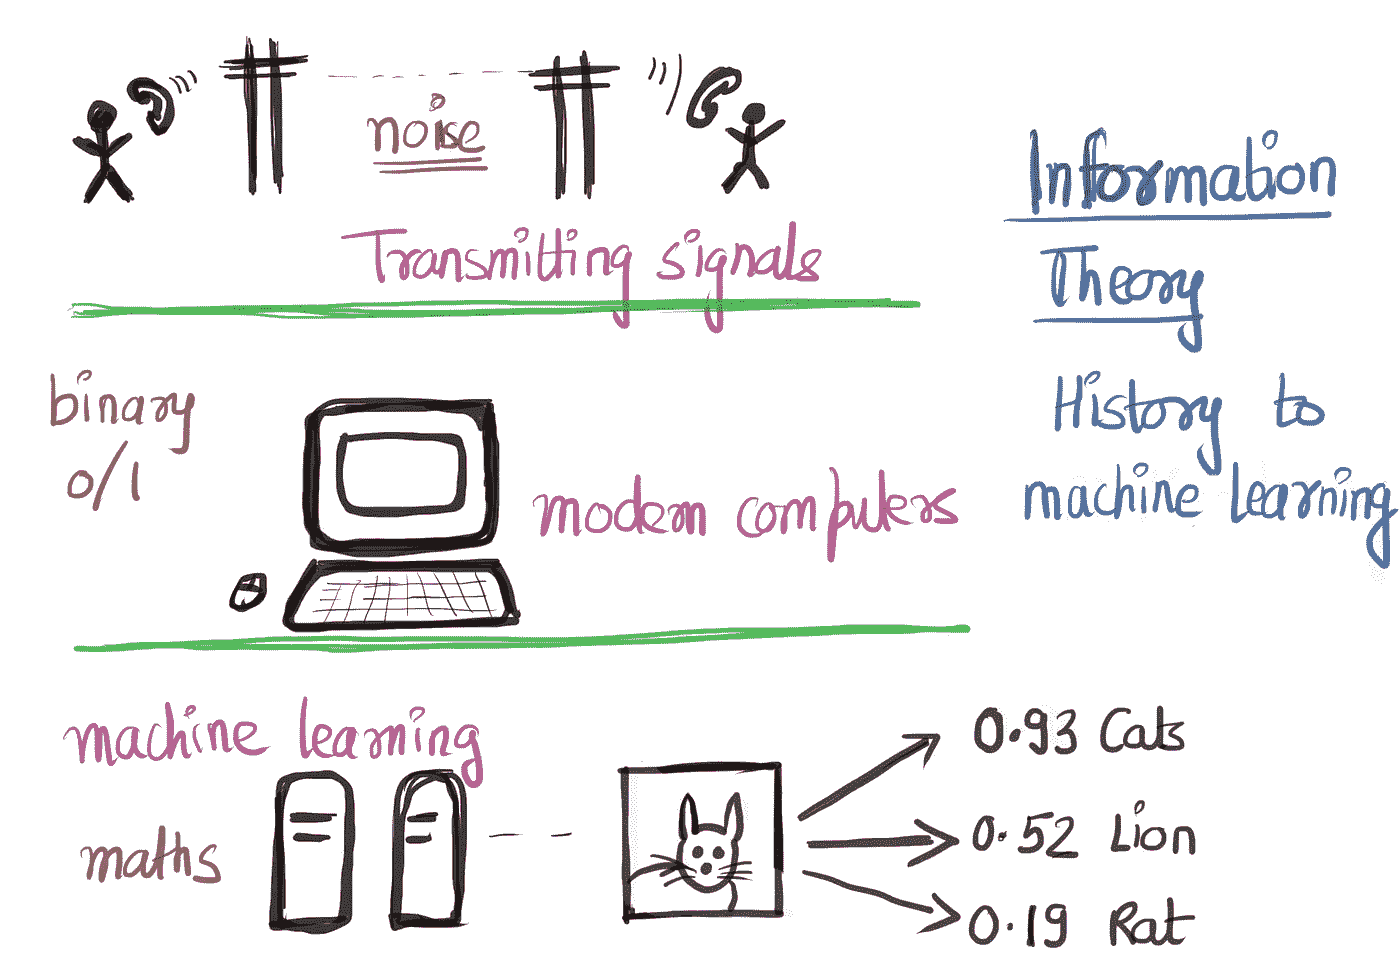 noise
Transmitting signals
Information
Theory
History to
machine learning
binary
0/1
modern computers
machine learning
maths
0.93 Cats
0.52 Lion
0.19 Rat